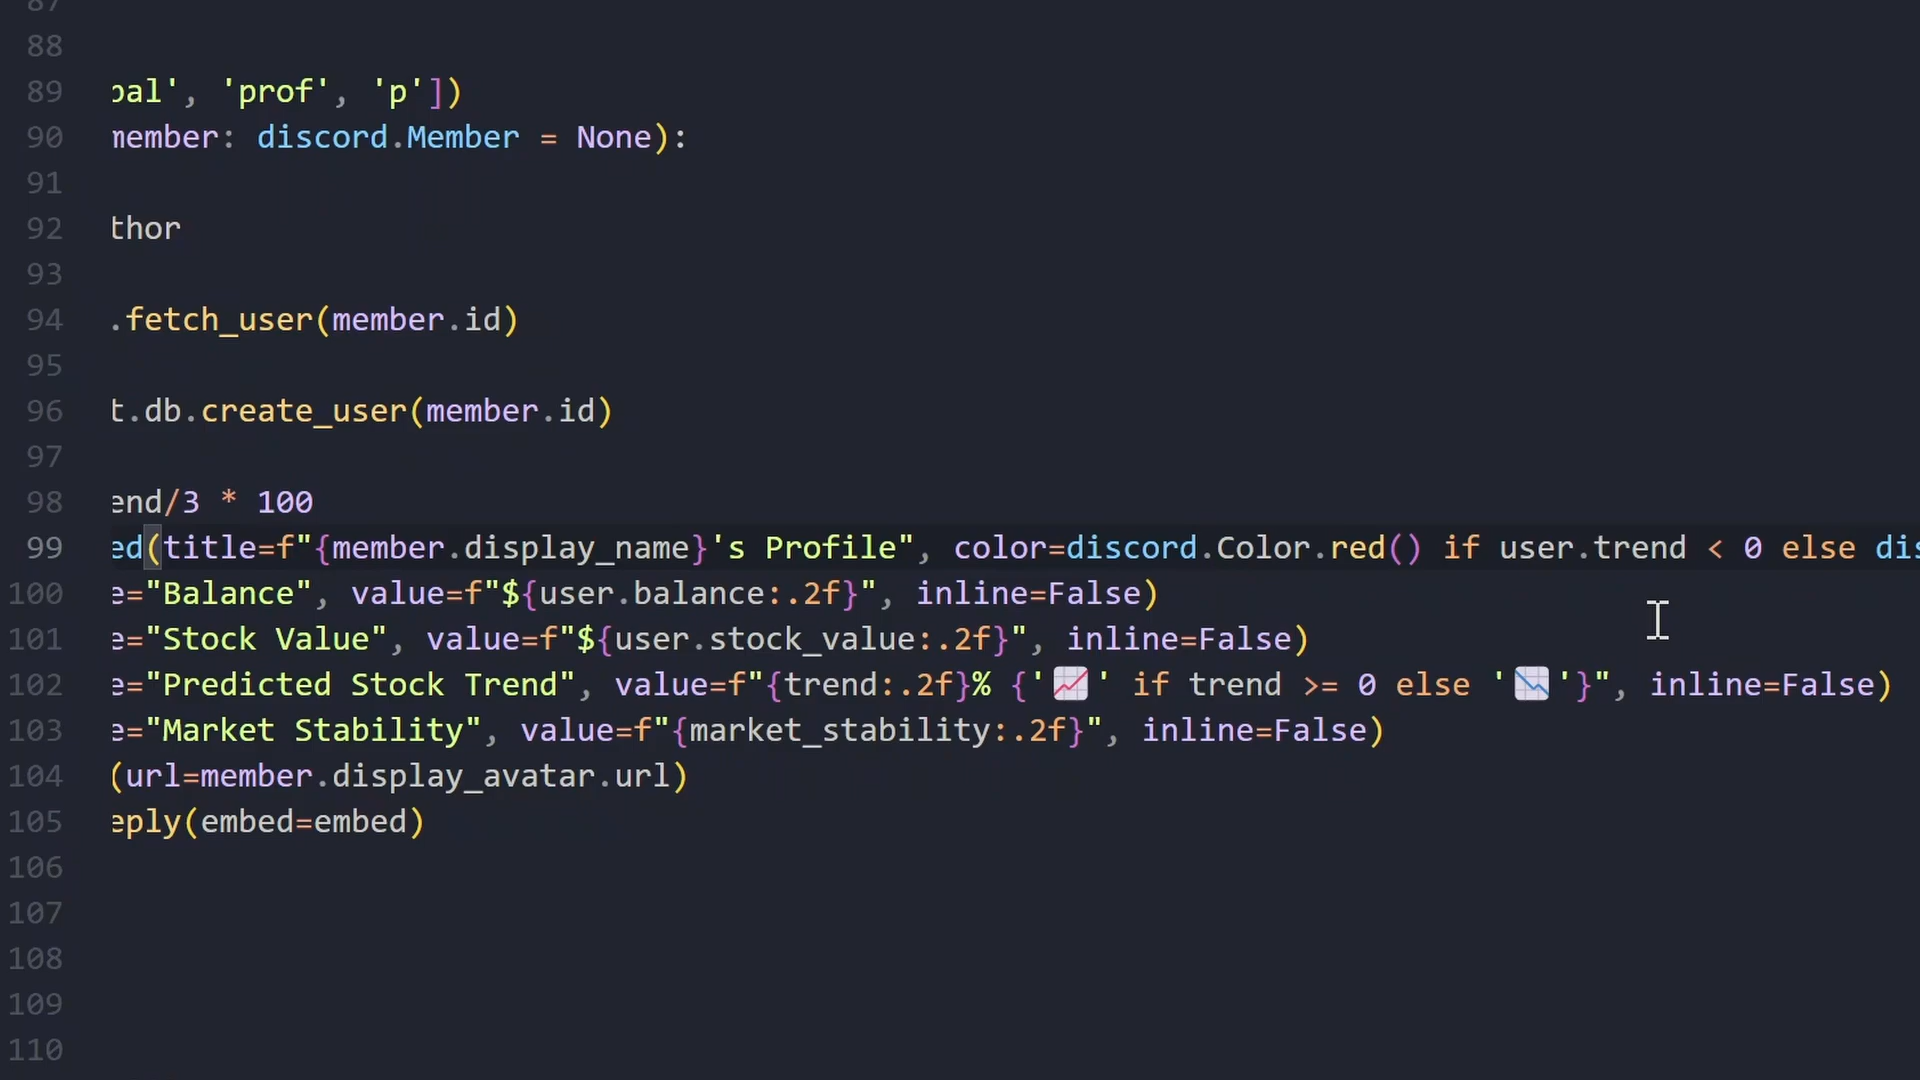 87
88
89 bal', 'prof', 'p'])
90 member: discord.Member = None):
91
92 thor
93
94 .fetch_user(member.id)
95
96 t.db.create_user(member.id)
97
98 end/3 * 100
99 ed(title=f"{member.display_name}'s Profile", color=discord.Color.red() if user.trend < 0 else dis
100 e="Balance", value=f"${user.balance:.2f}", inline=False)
101 e="Stock Value", value=f"${user.stock_value:.2f}", inline=False)
102 e="Predicted Stock Trend", value=f"{trend:.2f}% {'📈' if trend >= 0 else '📉'}", inline=False)
103 e="Market Stability", value=f"{market_stability:.2f}", inline=False)
104 (url=member.display_avatar.url)
105 eply(embed=embed)
106
107
108
109
110